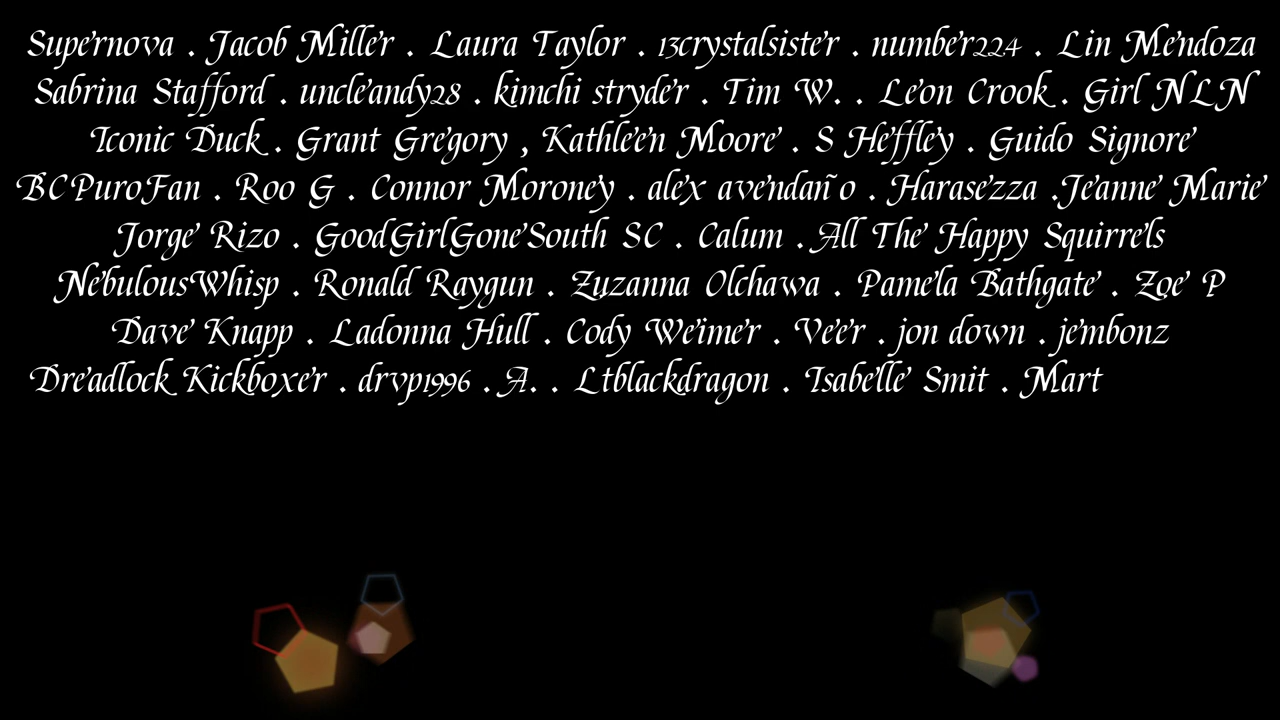 Supernova . Jacob Miller . Laura Taylor . 13crystalsister . number224 . Lin Mendoza
Sabrina Stafford . uncleandy28 . kimchi stryder . Tim W. . Leon Crook . Girl NLN
Iconic Duck . Grant Gregory , Kathleen Moore . S Heffley . Guido Signore
BCPuroFan . Roo G . Connor Moroney . alex avendaño . Harasezza .Jeanne Marie
Jorge Rizo . GoodGirlGoneSouth SC . Calum . All The Happy Squirrels
NebulousWhisp . Ronald Raygun . Zuzanna Olchawa . Pamela Bathgate . Zoe P
Dave Knapp . Ladonna Hull . Cody Weimer . Veer . jon down . jembonz
Dreadlock Kickboxer . drvp1996 . A. . Ltblackdragon . Isabelle Smit . Mart